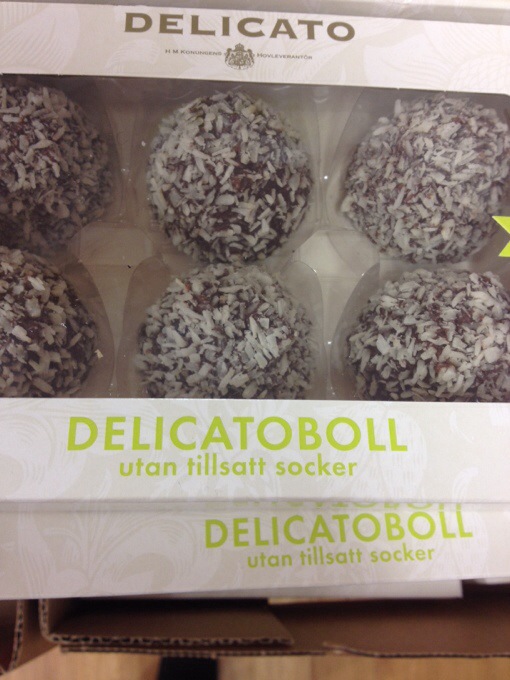 DELICATO
H M KONUNGENS HOVLEVERANTÖR
DELICATOBOLL
utan tillsatt socker
DELICATOBOLL
utan tillsatt socker